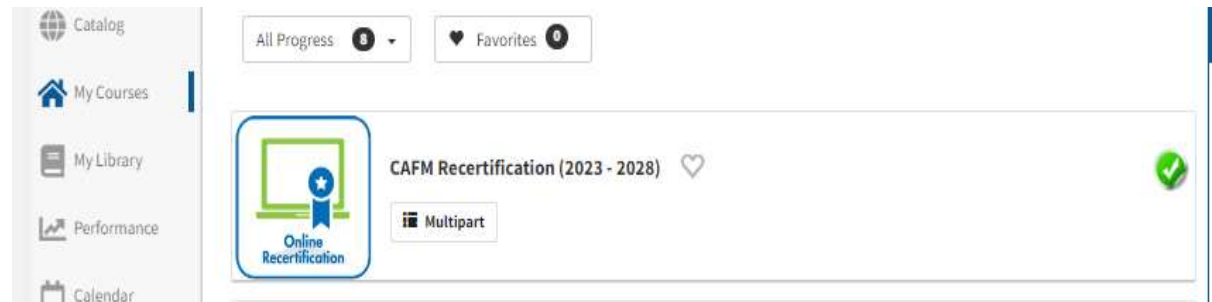 Catalog
All Progress 8
Favorites 0
My Courses
My Library
CAFM Recertification (2023 - 2028)
Multipart
Online
Recertification
Performance
Calendar